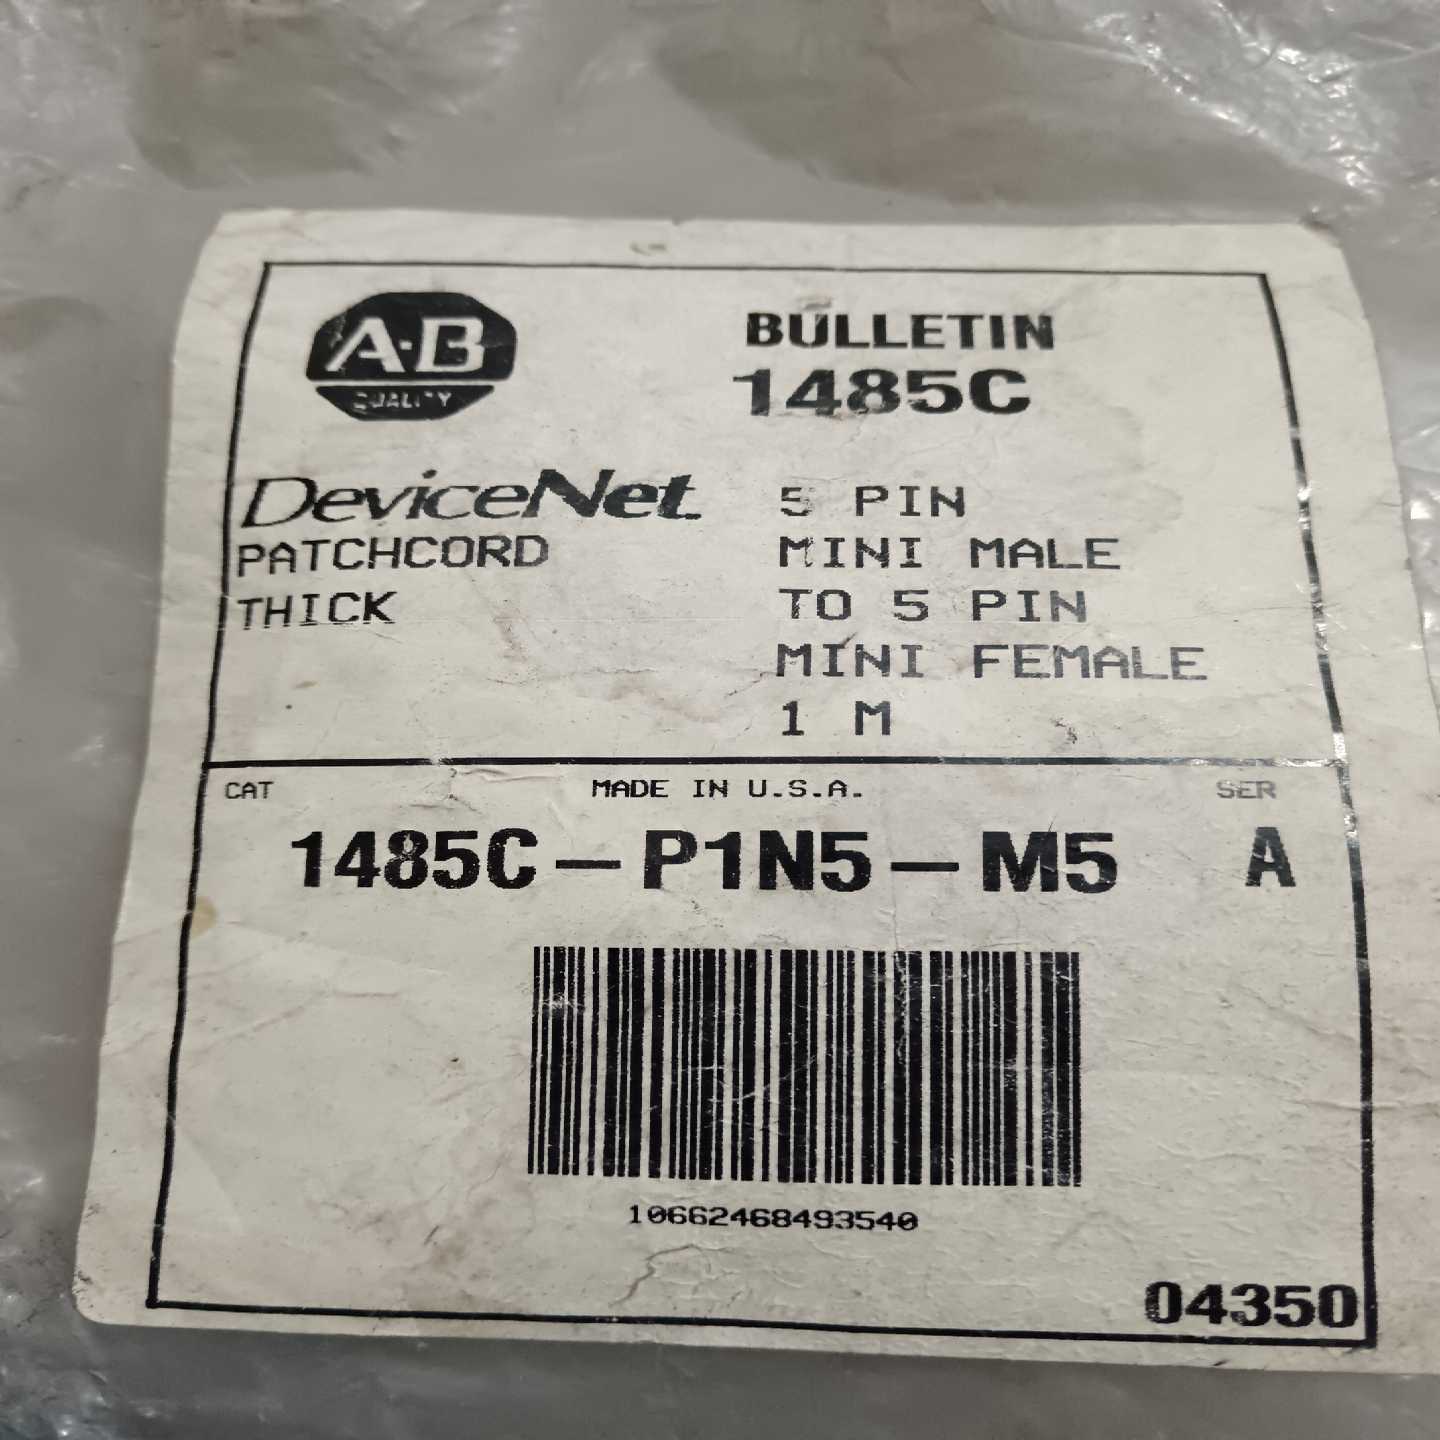 A-B
QUALITY
BULLETIN
1485C
DeviceNet
PATCHCORD
THICK
5 PIN
MINI MALE
TO 5 PIN
MINI FEMALE
1 M
CAT
MADE IN U.S.A.
SER
1485C-P1N5-M5 A
10662468493540
04350